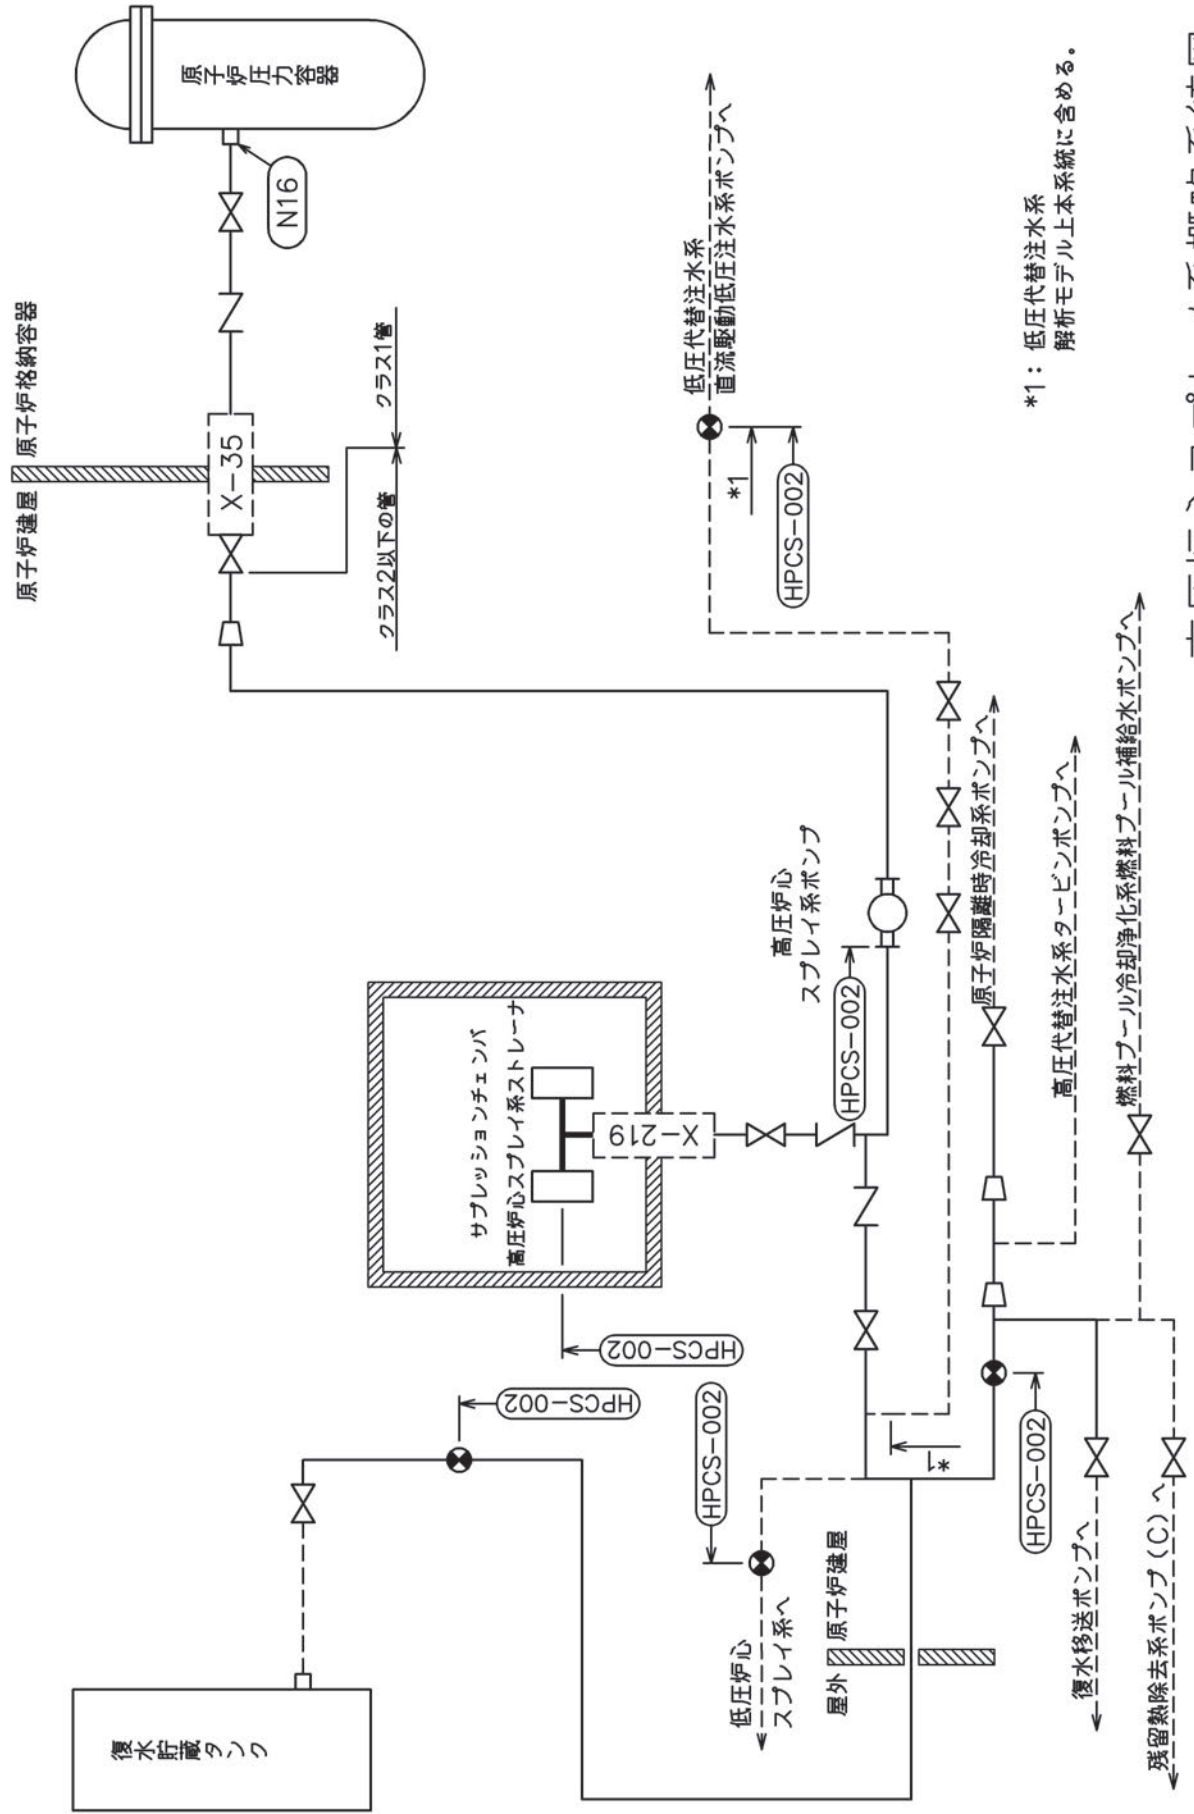 原子炉建屋
原子炉格納容器
原子炉圧力容器
N16
X-35
クラス2以下の管
クラス1管
サプレッションチェンバ
高圧炉心スプレイ系ストレーナ
X-219
HPCS-002
HPCS-002
復水貯蔵タンク
高圧炉心
スプレイ系ポンプ
HPCS-002
低圧代替注水系
直流駆動低圧注水系ポンプへ
*1
HPCS-002
HPCS-002
低圧炉心
スプレイ系へ
屋外
原子炉建屋
*1
HPCS-002
原子炉隔離時冷却系ポンプへ
高圧代替注水系タービンポンプへ
燃料プール冷却浄化系燃料プール補給水ポンプへ
復水移送ポンプへ
残留熱除去系ポンプ(C)へ
*1: 低圧代替注水系
解析モデル上本系統に含める。